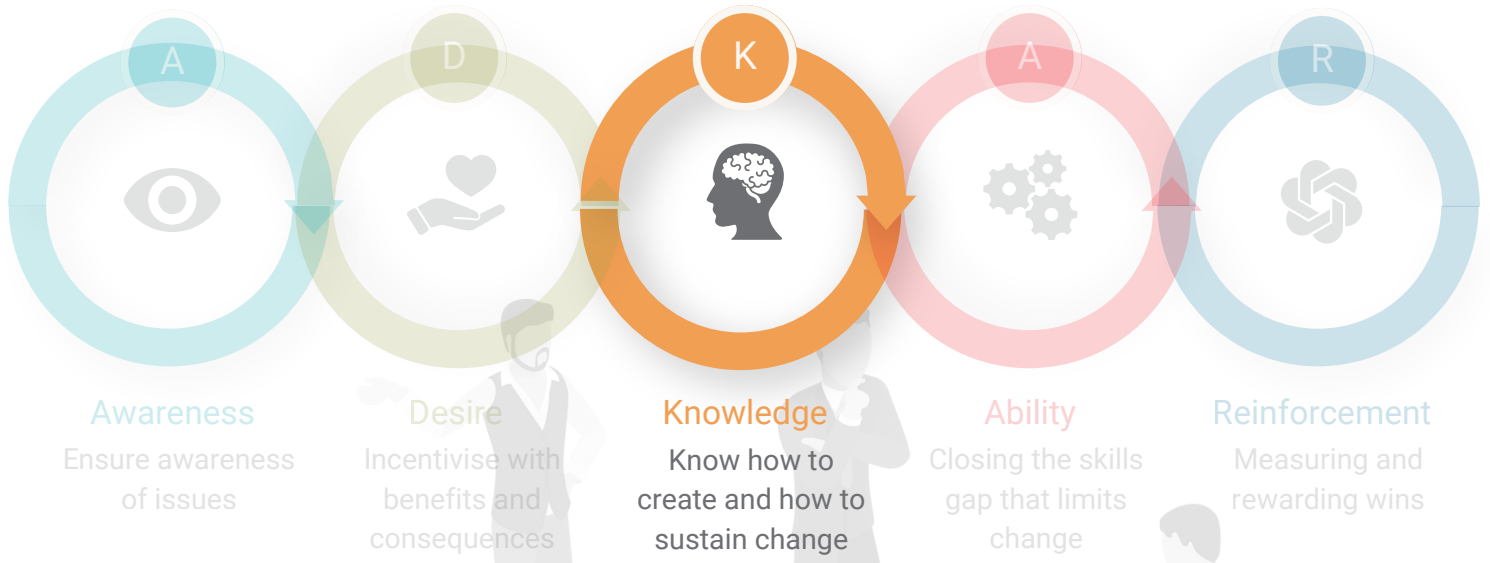 A
D
K
A
R
Awareness
Ensure awareness
of issues
Desire
Incentivise with
benefits and
consequences
Knowledge
Know how to
create and how to
sustain change
Ability
Closing the skills
gap that limits
change
Reinforcement
Measuring and
rewarding wins